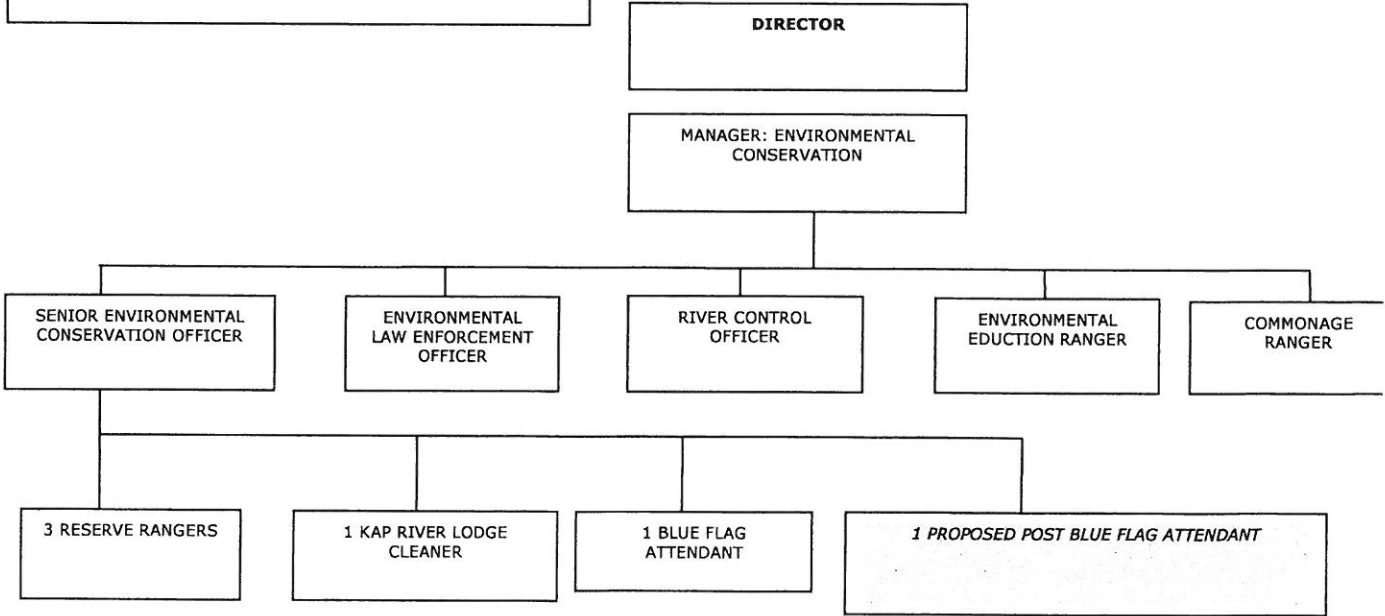 DIRECTOR
MANAGER: ENVIRONMENTAL
CONSERVATION
SENIOR ENVIRONMENTAL
CONSERVATION OFFICER
ENVIRONMENTAL
LAW ENFORCEMENT
OFFICER
RIVER CONTROL
OFFICER
ENVIRONMENTAL
EDUCTION RANGER
COMMONAGE
RANGER
3 RESERVE RANGERS
1 KAP RIVER LODGE
CLEANER
1 BLUE FLAG
ATTENDANT
1 PROPOSED POST BLUE FLAG ATTENDANT